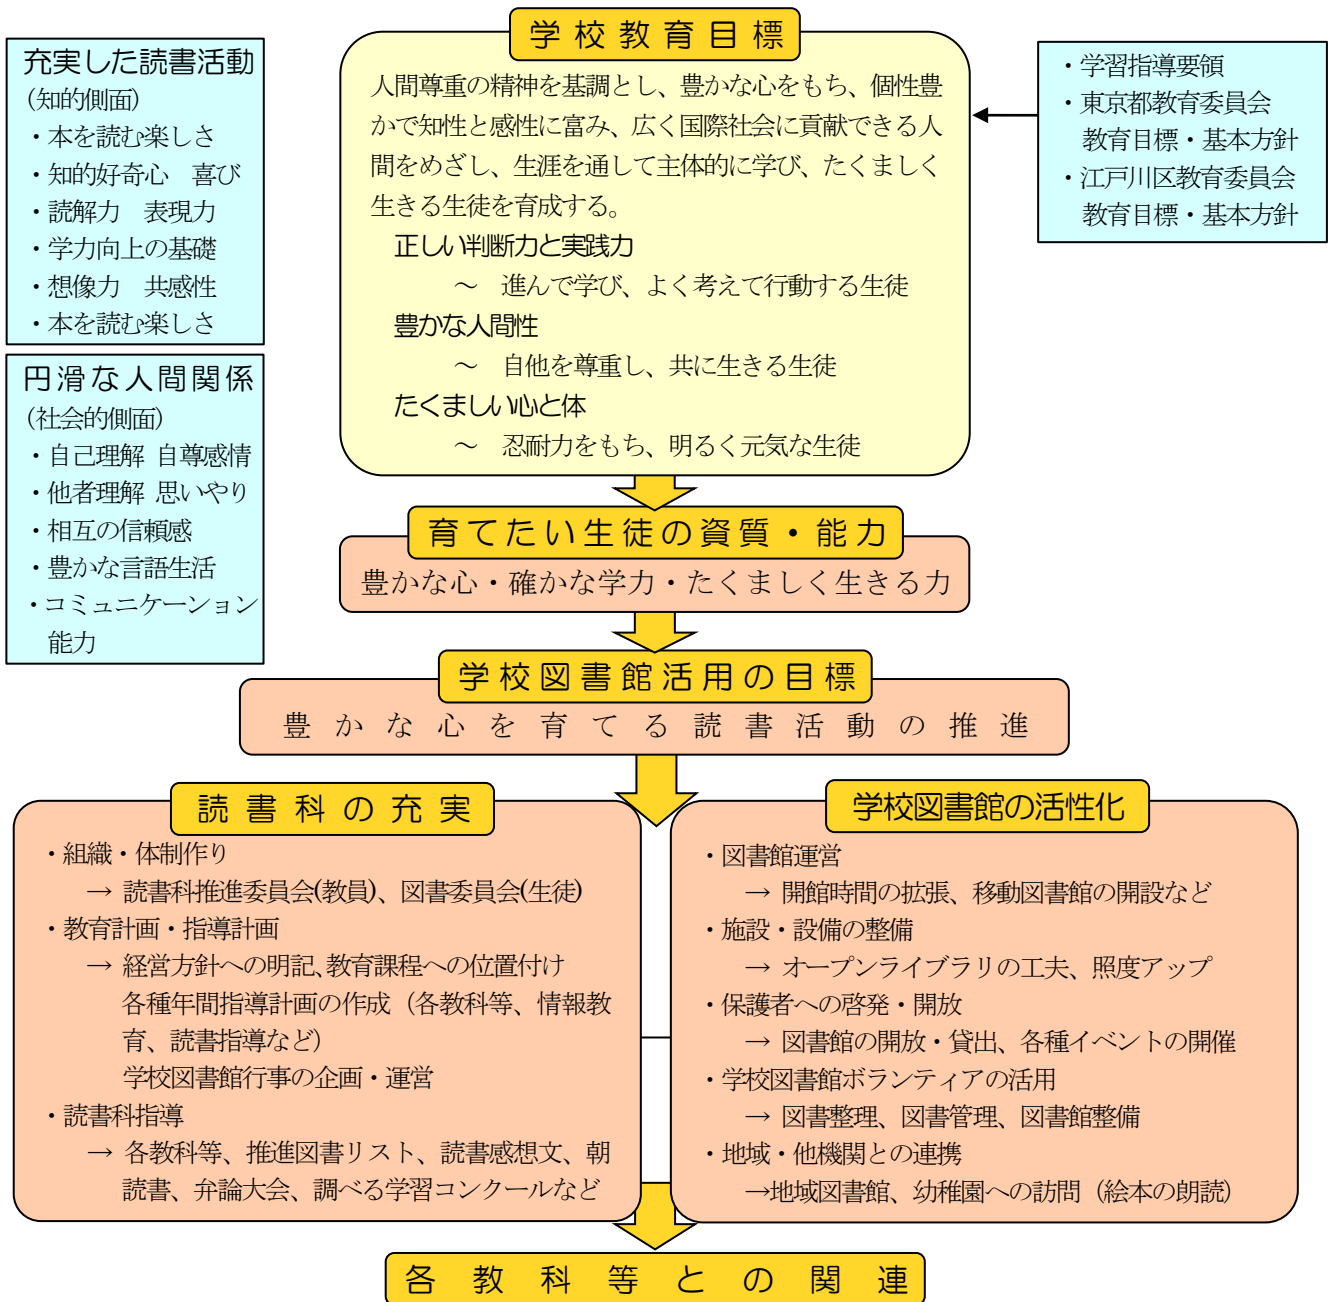 学校教育目標
人間尊重の精神を基調とし、豊かな心をもち、個性豊
かで知性と感性に富み、広く国際社会に貢献できる人
間をめざし、生涯を通して主体的に学び、たくましく
生きる生徒を育成する。
正しい判断力と実践力
～　進んで学び、よく考えて行動する生徒
豊かな人間性
～　自他を尊重し、共に生きる生徒
たくましい心と体
～　忍耐力をもち、明るく元気な生徒
充実した読書活動
(知的側面)
・本を読む楽しさ
・知的好奇心　喜び
・読解力　表現力
・学力向上の基礎
・想像力　共感性
・本を読む楽しさ
円滑な人間関係
(社会的側面)
・自己理解 自尊感情
・他者理解 思いやり
・相互の信頼感
・豊かな言語生活
・コミュニケーション
能力
・学習指導要領
・東京都教育委員会
教育目標・基本方針
・江戸川区教育委員会
教育目標・基本方針
育てたい生徒の資質・能力
豊かな心・確かな学力・たくましく生きる力
学校図書館活用の目標
豊かな心を育てる読書活動の推進
読書科の充実
・組織・体制作り
→ 読書科推進委員会(教員)、図書委員会(生徒)
・教育計画・指導計画
→ 経営方針への明記、教育課程への位置付け
各種年間指導計画の作成（各教科等、情報教
育、読書指導など）
学校図書館行事の企画・運営
・読書科指導
→ 各教科等、推進図書リスト、読書感想文、朝
読書、弁論大会、調べる学習コンクールなど
学校図書館の活性化
・図書館運営
→ 開館時間の拡張、移動図書館の開設など
・施設・設備の整備
→ オープンライブラリの工夫、照度アップ
・保護者への啓発・開放
→ 図書館の開放・貸出、各種イベントの開催
・学校図書館ボランティアの活用
→ 図書整理、図書管理、図書館整備
・地域・他機関との連携
→地域図書館、幼稚園への訪問（絵本の朗読）
各教科等との関連